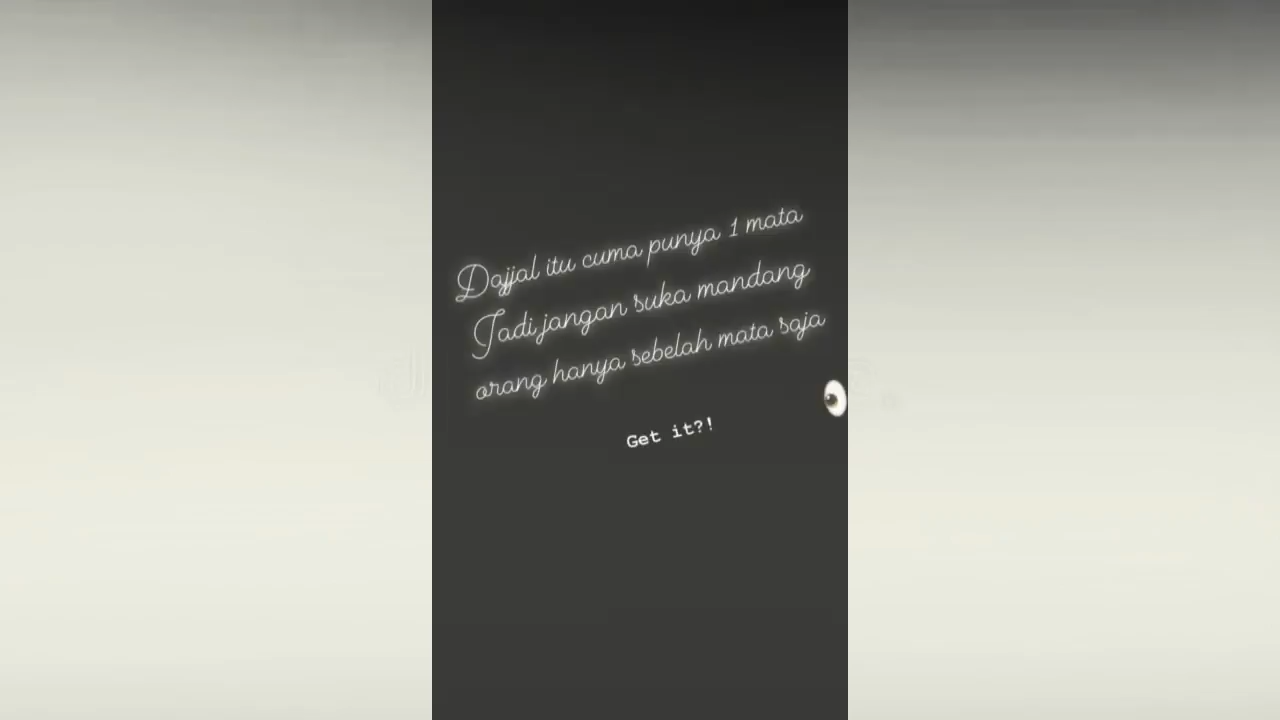 Dajjal itu cuma punya 1 mata
Jadi jangan suka mandang
orang hanya sebelah mata saja
Get it?!